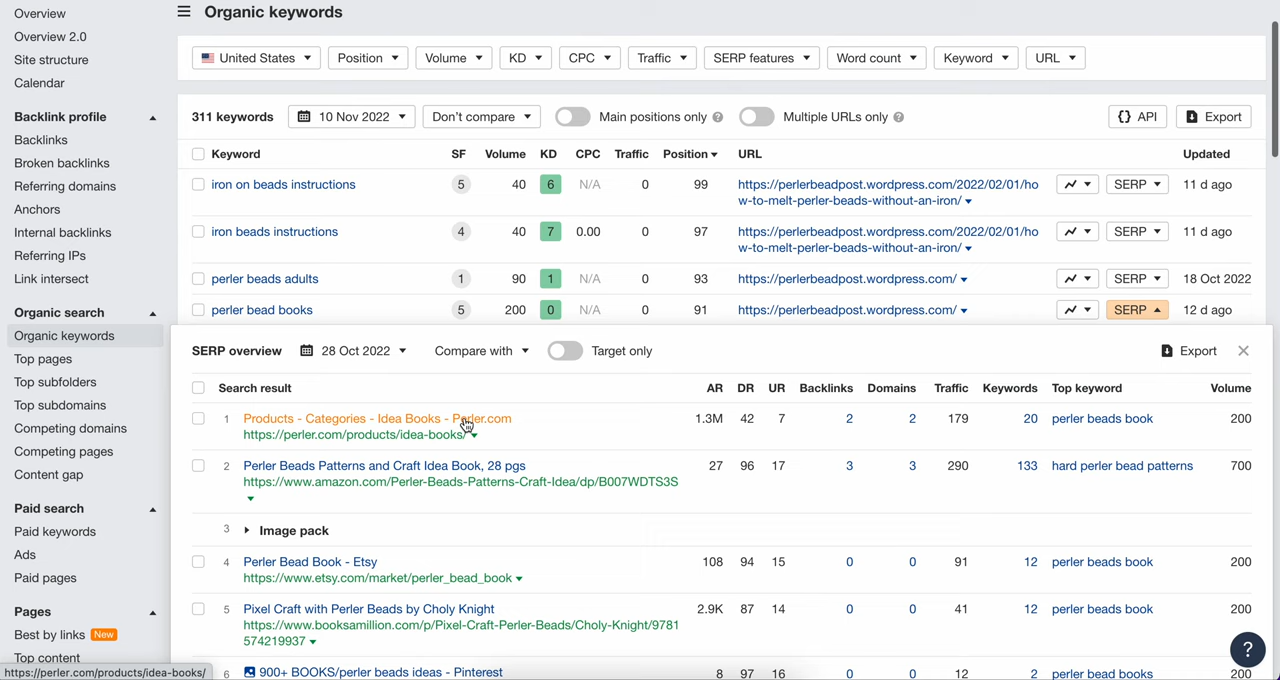 Overview
Overview 2.0
Site structure
Calendar
Backlink profile
Backlinks
Broken backlinks
Referring domains
Anchors
Internal backlinks
Referring IPs
Link intersect
Organic search
Organic keywords
Top pages
Top subfolders
Top subdomains
Competing domains
Competing pages
Content gap
Paid search
Paid keywords
Ads
Paid pages
Pages
Best by links New
Top content
https://perler.com/products/idea-books/
Organic keywords
United States Position Volume KD CPC Traffic SERP features Word count Keyword URL
311 keywords 10 Nov 2022 Don't compare Main positions only ? Multiple URLs only ? {} API Export
Keyword SF Volume KD CPC Traffic Position URL Updated
iron on beads instructions 5 40 6 N/A 0 99 https://perlerbeadpost.wordpress.com/2022/02/01/ho SERP 11 d ago
w-to-melt-perler-beads-without-an-iron/
iron beads instructions 4 40 7 0.00 0 97 https://perlerbeadpost.wordpress.com/2022/02/01/ho SERP 11 d ago
w-to-melt-perler-beads-without-an-iron/
perler beads adults 1 90 1 N/A 0 93 https://perlerbeadpost.wordpress.com/ SERP 18 Oct 2022
perler bead books 5 200 0 N/A 0 91 https://perlerbeadpost.wordpress.com/ SERP 12 d ago
SERP overview 28 Oct 2022 Compare with Target only Export
Search result AR DR UR Backlinks Domains Traffic Keywords Top keyword Volume
1 Products - Categories - Idea Books - Perler.com 1.3M 42 7 2 2 179 20 perler beads book 200
https://perler.com/products/idea-books/
2 Perler Beads Patterns and Craft Idea Book, 28 pgs 27 96 17 3 3 290 133 hard perler bead patterns 700
https://www.amazon.com/Perler-Beads-Patterns-Craft-Idea/dp/B007WDTS3S
3 Image pack
4 Perler Bead Book - Etsy 108 94 15 0 0 91 12 perler beads book 200
https://www.etsy.com/market/perler_bead_book
5 Pixel Craft with Perler Beads by Choly Knight 2.9K 87 14 0 0 41 12 perler beads book 200
https://www.booksamillion.com/p/Pixel-Craft-Perler-Beads/Choly-Knight/9781
574219937
6 900+ BOOKS/perler beads ideas - Pinterest 8 97 16 0 0 12 2 perler bead books 200
?